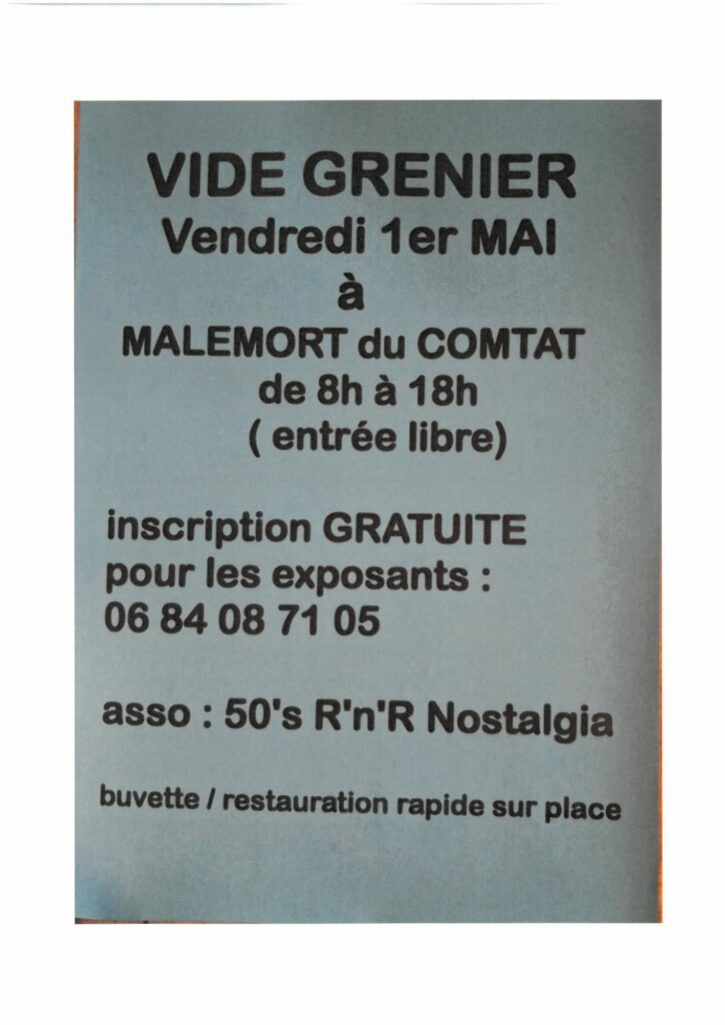 VIDE GRENIER
Vendredi 1er MAI
à
MALEMORT du COMTAT
de 8h à 18h
( entrée libre)
inscription GRATUITE
pour les exposants :
06 84 08 71 05
asso : 50's R'n'R Nostalgia
buvette / restauration rapide sur place